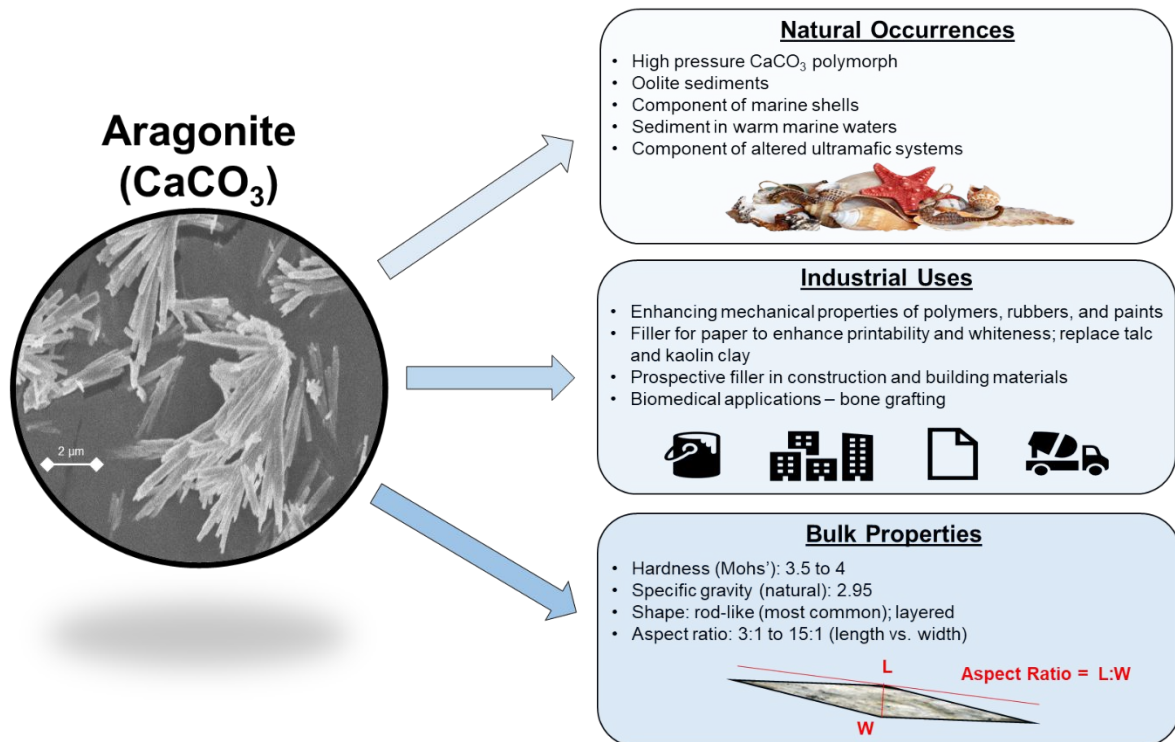 Aragonite
(CaCO₃)
2 µm
Natural Occurrences
• High pressure CaCO₃ polymorph
• Oolite sediments
• Component of marine shells
• Sediment in warm marine waters
• Component of altered ultramafic systems
Industrial Uses
• Enhancing mechanical properties of polymers, rubbers, and paints
• Filler for paper to enhance printability and whiteness; replace talc
and kaolin clay
• Prospective filler in construction and building materials
• Biomedical applications – bone grafting
Bulk Properties
• Hardness (Mohs'): 3.5 to 4
• Specific gravity (natural): 2.95
• Shape: rod-like (most common); layered
• Aspect ratio: 3:1 to 15:1 (length vs. width)
L
Aspect Ratio = L:W
W